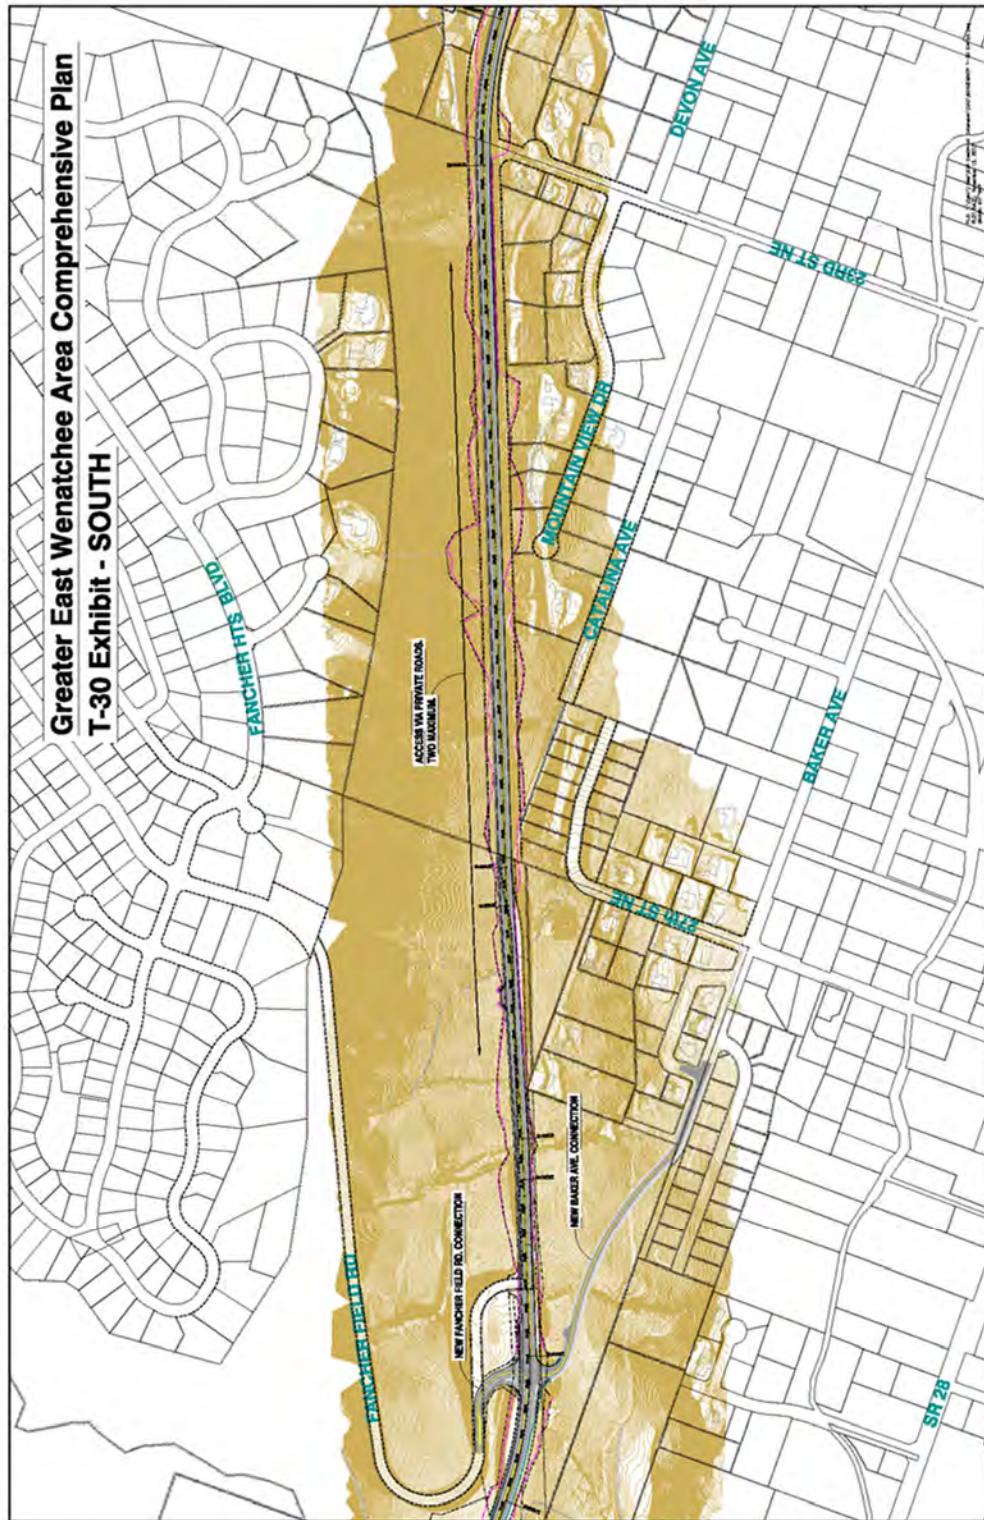 Greater East Wenatchee Area Comprehensive Plan
T-30 Exhibit - SOUTH
FANCHER HTS. BLVD
DEVON AVE
23RD ST NE
MOUNTAIN VIEW DR
CATALINA AVE
ACCESS VIA PRIVATE ROADS.
TWO MAXIMUM.
BAKER AVE
27TH ST NE
FANCHER FIELD RD
NEW FANCHER FIELD RD. CONNECTION
NEW BAKER AVE. CONNECTION
SR 28